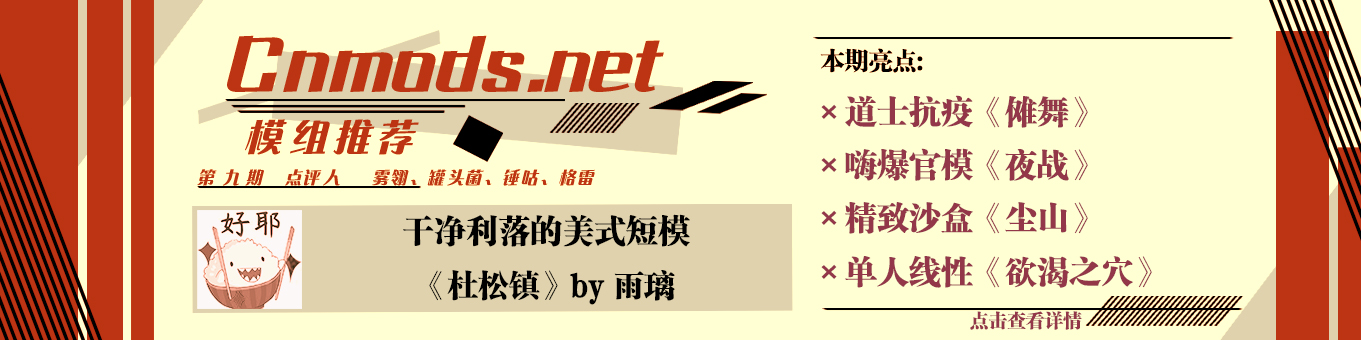 Cnmods.net
模组推荐
第九期 点评人 雾翎、罐头菌、锤咕、格雷
好耶
干净利落的美式短模
《杜松镇》by 雨璃
本期亮点:
× 道士抗疫《傩舞》
× 嗨爆官模《夜战》
× 精致沙盒《尘山》
× 单人线性《欲渴之穴》
点击查看详情